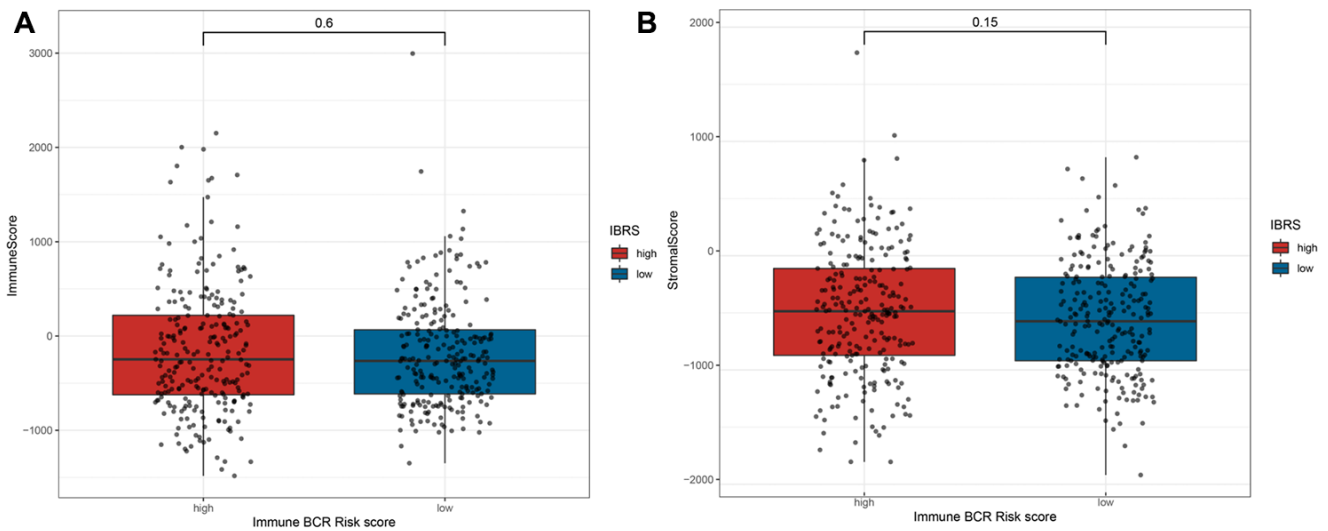 A
0.6
3000
2000
1000
0
−1000
ImmuneScore
high
low
Immune BCR Risk score
IBRS
high
low
B
0.15
2000
1000
0
−1000
−2000
StromalScore
high
low
Immune BCR Risk score
IBRS
high
low